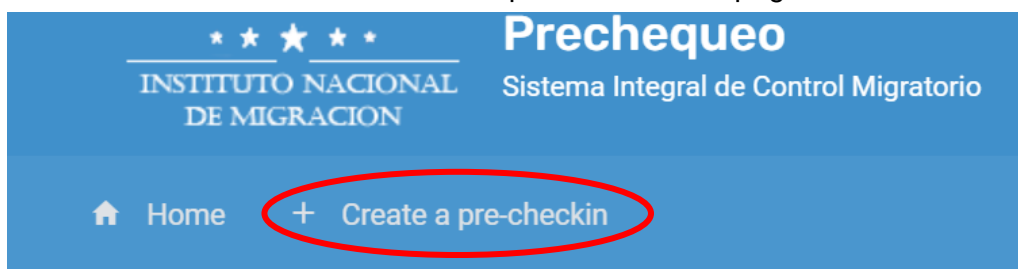 Prechequeo
INSTITUTO NACIONAL
DE MIGRACION
Sistema Integral de Control Migratorio
Home + Create a pre-checkin